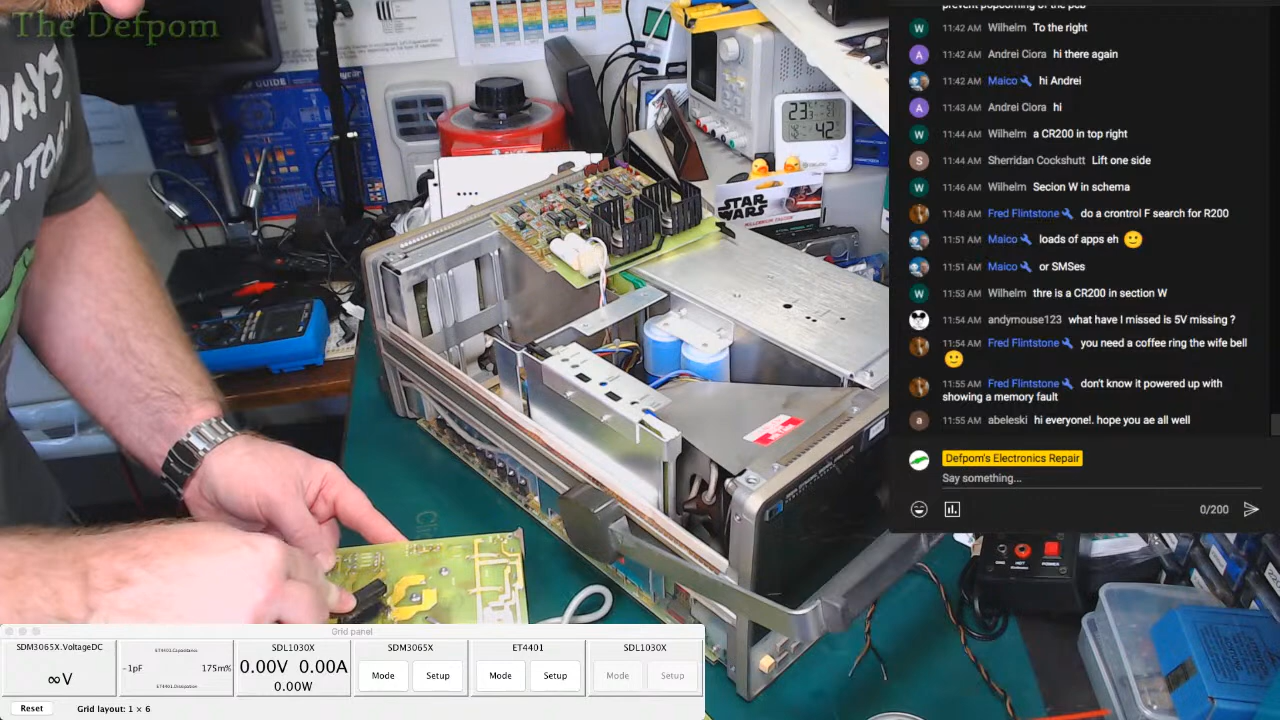 The Defpom
prevent popcorning of the pcb
11:42 AM Wilhelm To the right
11:42 AM Andrei Ciora hi there again
11:42 AM Maico hi Andrei
11:43 AM Andrei Ciora hi
11:44 AM Wilhelm a CR200 in top right
11:44 AM Sherridan Cockshutt Lift one side
11:46 AM Wilhelm Secion W in schema
11:48 AM Fred Flintstone do a crontrol F search for R200
11:51 AM Maico loads of apps eh
11:51 AM Maico or SMSes
11:53 AM Wilhelm thre is a CR200 in section W
11:54 AM andymouse123 what have I missed is 5V missing ?
11:54 AM Fred Flintstone you need a coffee ring the wife bell
11:55 AM Fred Flintstone don't know it powered up with
showing a memory fault
11:55 AM abeleski hi everyone!. hope you ae all well
Defpom's Electronics Repair
Say something...
0/200
GUIDE
STAR
WARS
23.3
42
Grid panel
SDM3065X.VoltageDC
∞V
ET4401.Capacitance
-1pF 175m%
ET4401.Dissipation
SDL1030X
0.00V 0.00A
0.00W
SDM3065X
Mode Setup
ET4401
Mode Setup
SDL1030X
Mode Setup
Reset
Grid layout: 1 × 6